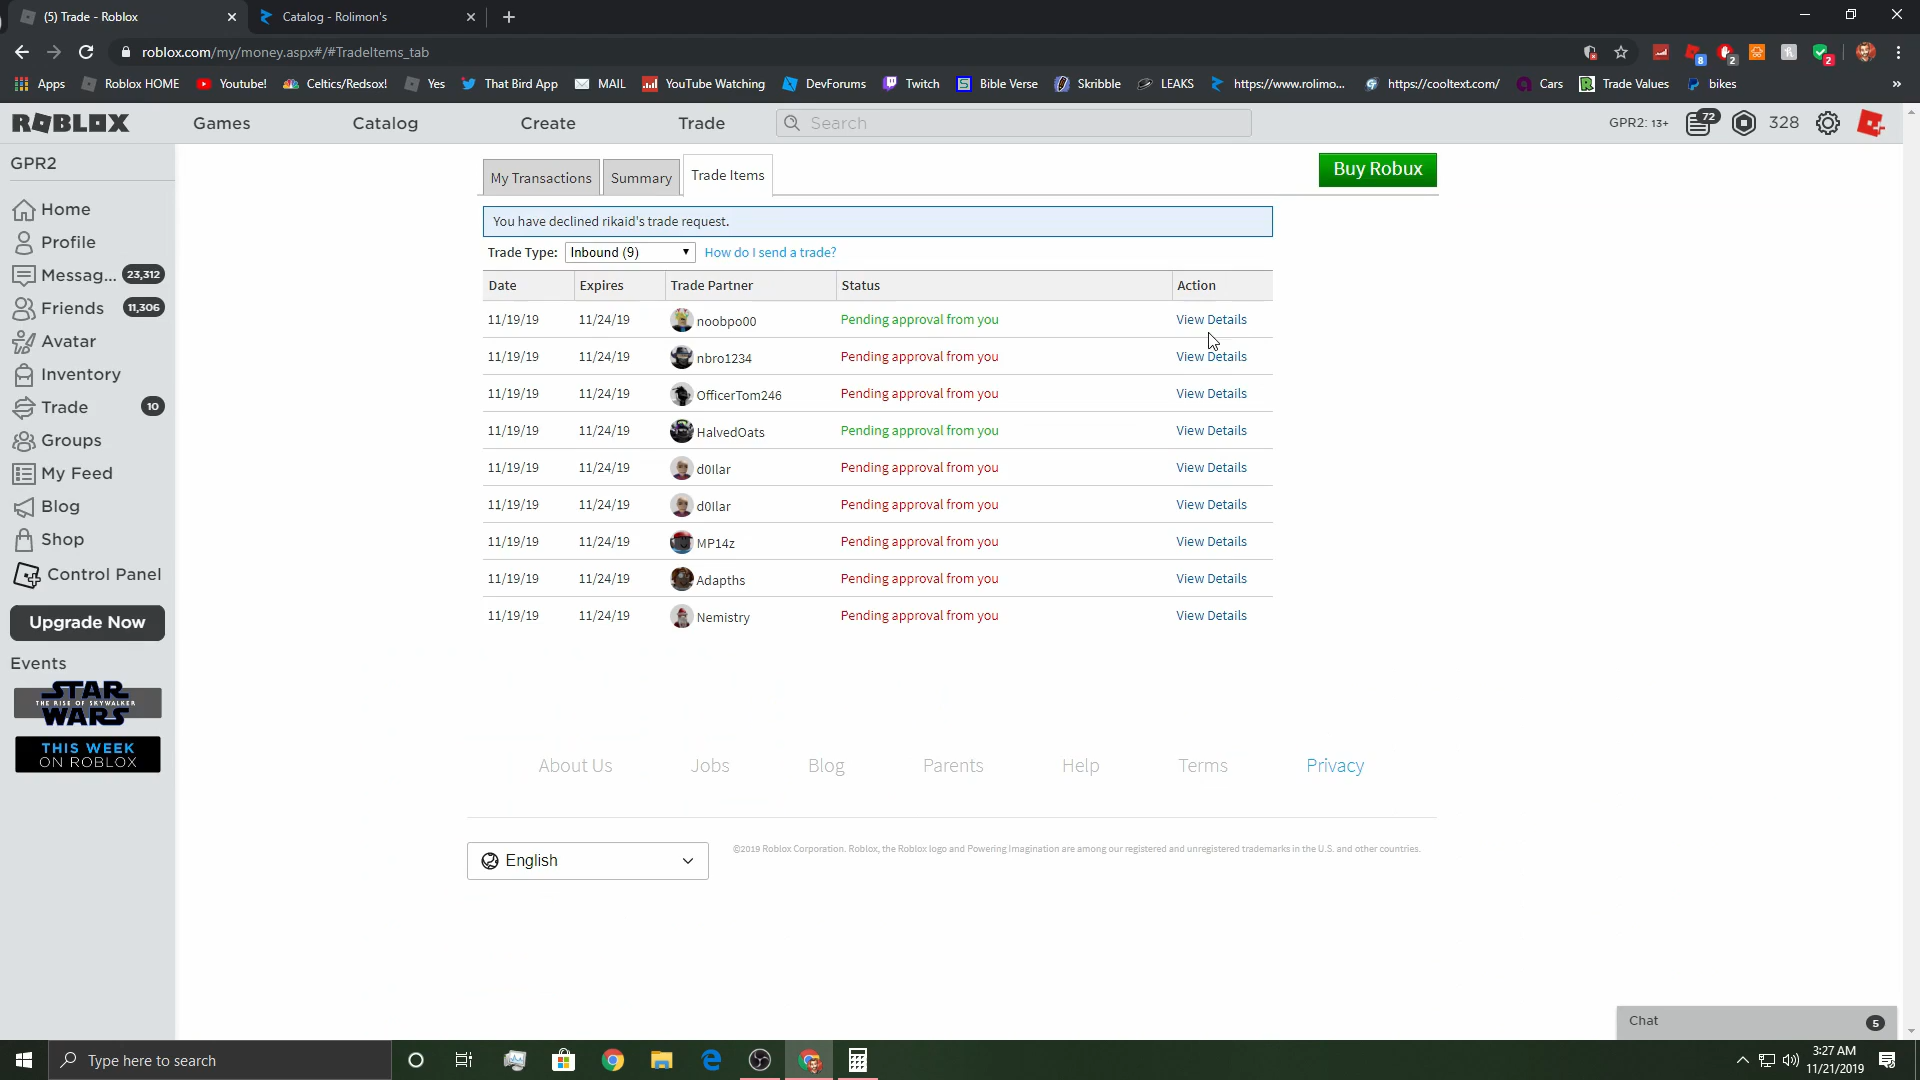 (5) Trade - Roblox
Catalog - Rolimon's
roblox.com/my/money.aspx#/#TradeItems_tab
8
2
2
Apps
Roblox HOME
Youtube!
Celtics/Redsox!
Yes
That Bird App
MAIL
YouTube Watching
DevForums
Twitch
Bible Verse
Skribble
LEAKS
https://www.rolimo...
https://cooltext.com/
Cars
Trade Values
bikes
ROBLOX
Games
Catalog
Create
Trade
Search
GPR2: 13+
72
328
GPR2
Home
Profile
Messag... 23,312
Friends 11,306
Avatar
Inventory
Trade 10
Groups
My Feed
Blog
Shop
Control Panel
Upgrade Now
Events
STAR
THE RISE OF SKYWALKER
WARS
THIS WEEK
ON ROBLOX
My Transactions
Summary
Trade Items
Buy Robux
You have declined rikaid's trade request.
Trade Type: Inbound (9) How do I send a trade?
Date Expires Trade Partner Status Action
11/19/19 11/24/19 noobpo00 Pending approval from you View Details
11/19/19 11/24/19 nbro1234 Pending approval from you View Details
11/19/19 11/24/19 OfficerTom246 Pending approval from you View Details
11/19/19 11/24/19 HalvedOats Pending approval from you View Details
11/19/19 11/24/19 d0llar Pending approval from you View Details
11/19/19 11/24/19 d0llar Pending approval from you View Details
11/19/19 11/24/19 MP14z Pending approval from you View Details
11/19/19 11/24/19 Adapths Pending approval from you View Details
11/19/19 11/24/19 Nemistry Pending approval from you View Details
About Us
Jobs
Blog
Parents
Help
Terms
Privacy
English
©2019 Roblox Corporation. Roblox, the Roblox logo and Powering Imagination are among our registered and unregistered trademarks in the U.S. and other countries.
Chat 5
Type here to search
3:27 AM
11/21/2019